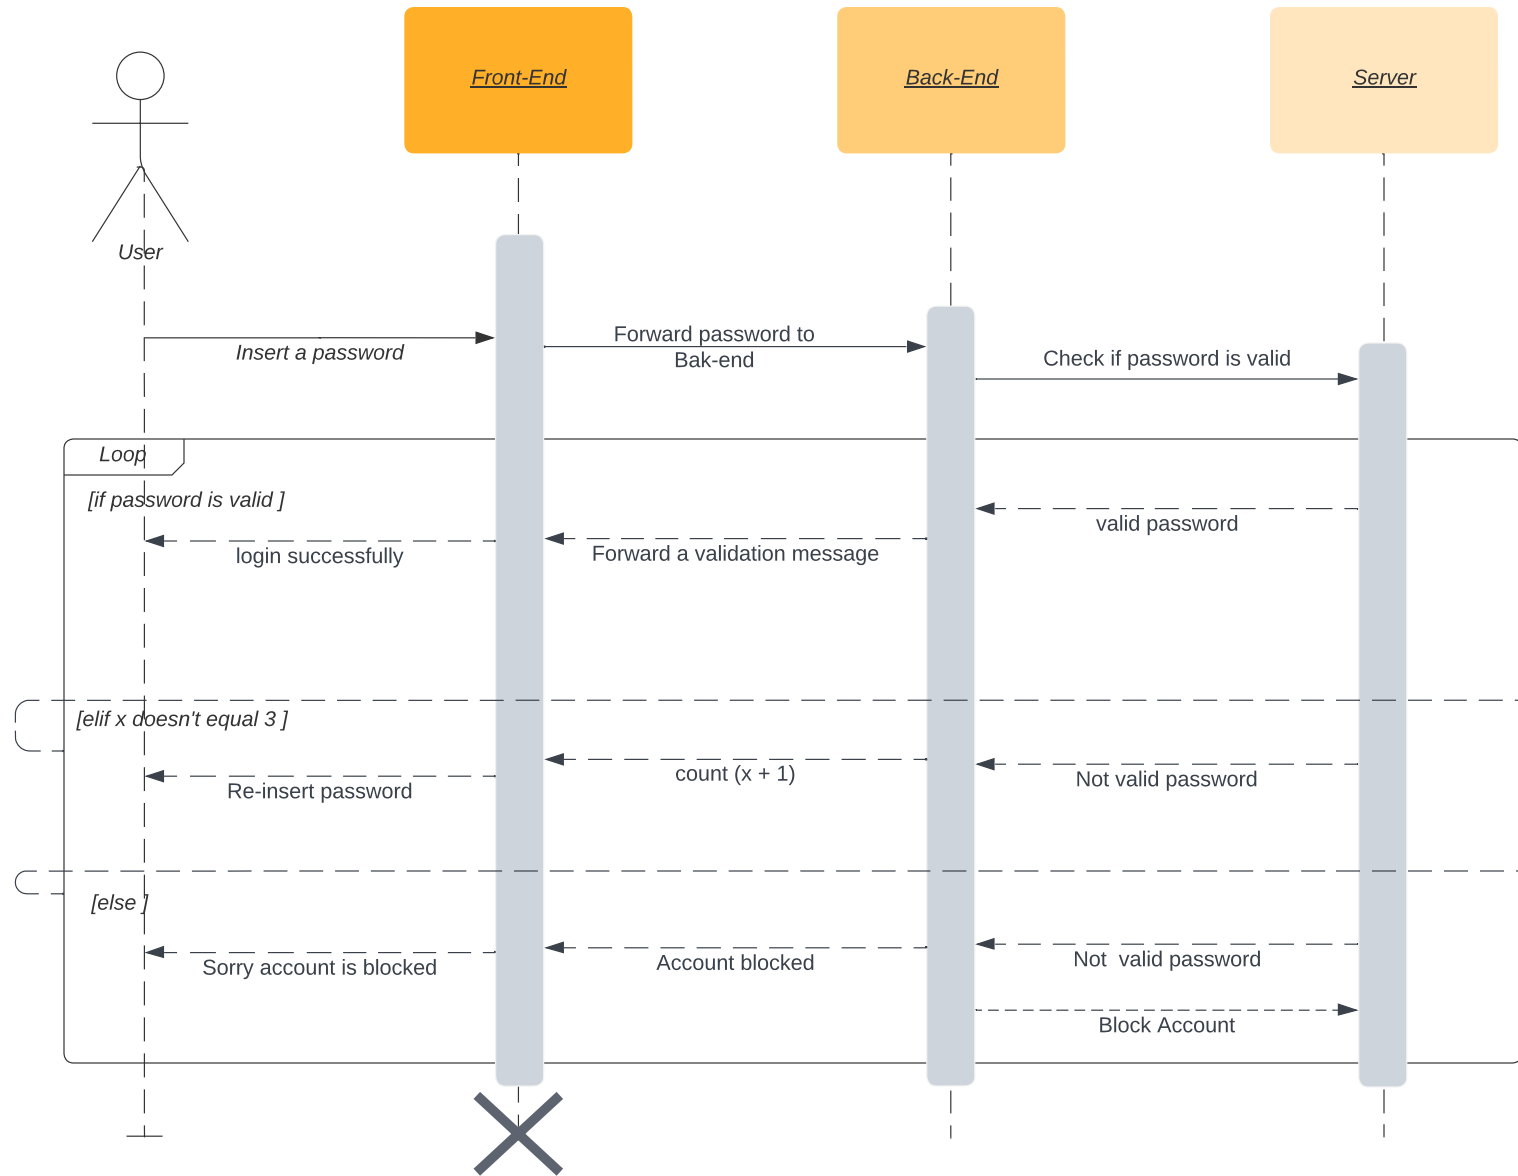 Front-End
Back-End
Server
User
Insert a password
Forward password to
Bak-end
Check if password is valid
Loop
[if password is valid ]
valid password
Forward a validation message
login successfully
[elif x doesn't equal 3 ]
count (x + 1)
Not valid password
Re-insert password
[else ]
Not  valid password
Account blocked
Sorry account is blocked
Block Account